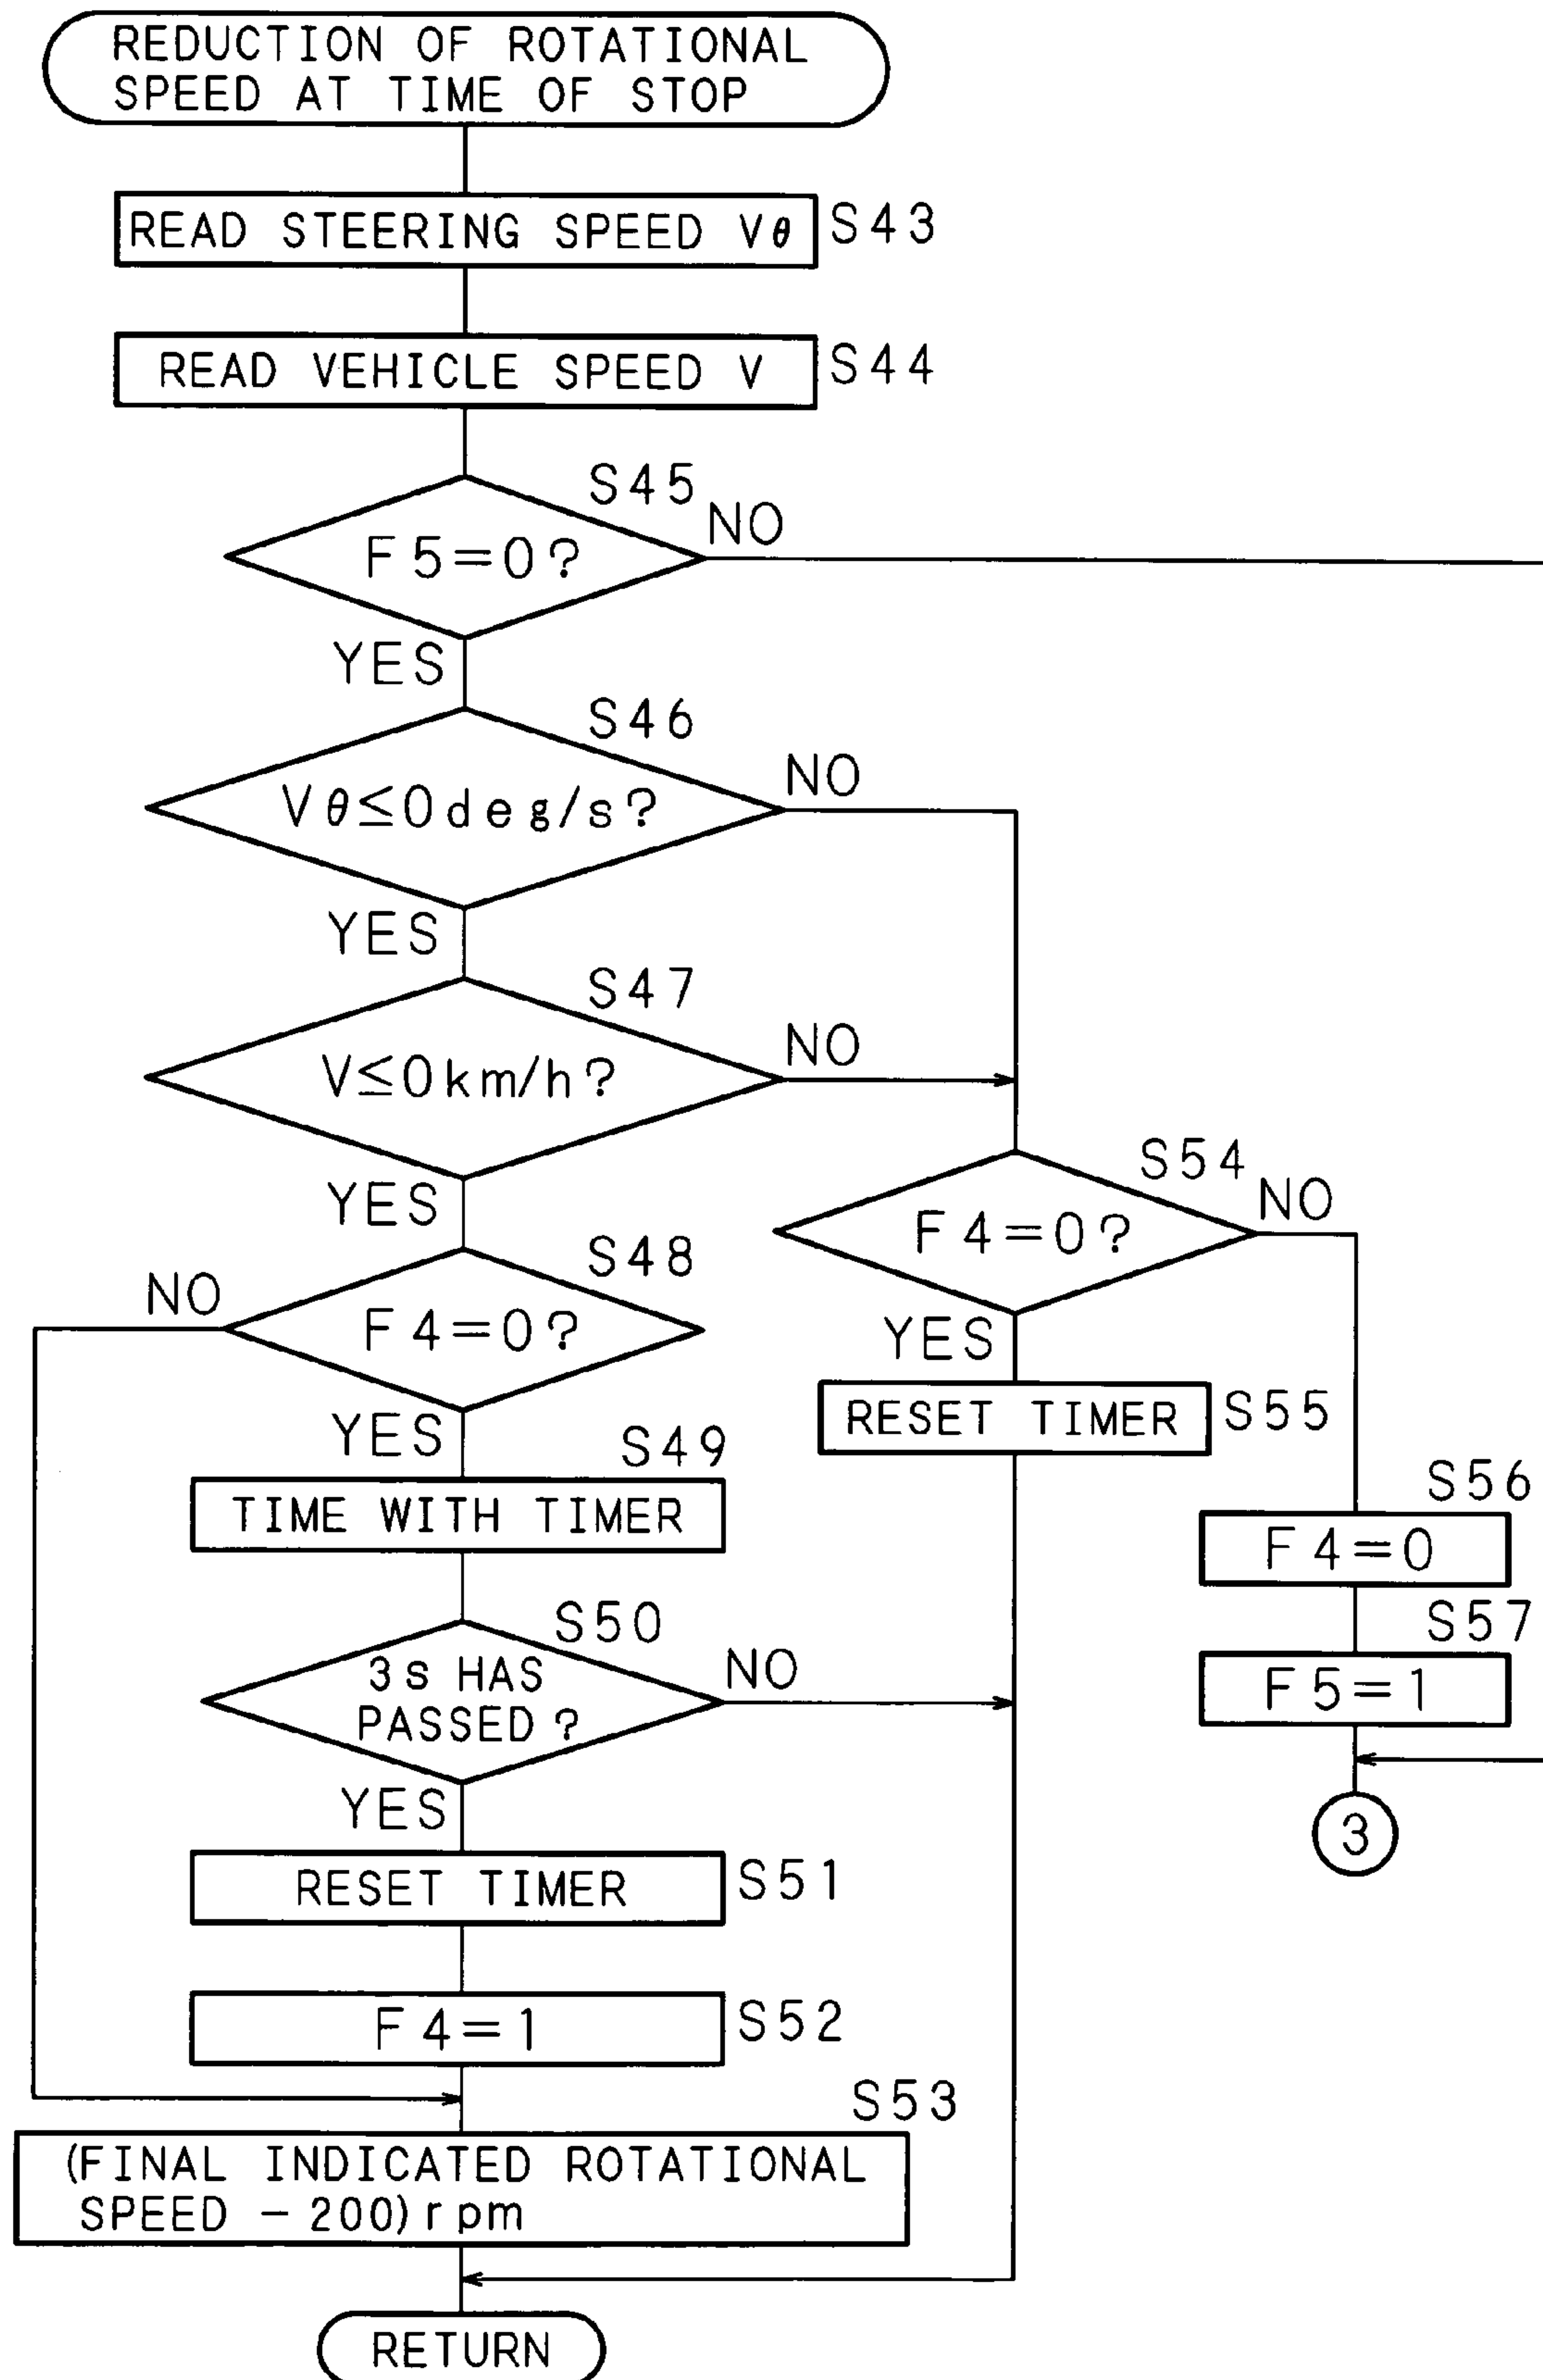 REDUCTION OF ROTATIONAL
SPEED AT TIME OF STOP
READ STEERING SPEED Vθ
S43
READ VEHICLE SPEED V
S44
S45
F5=0?
NO
YES
S46
Vθ≦0deg/s?
NO
YES
S47
V≦0km/h?
NO
YES
S48
F4=0?
NO
YES
S54
F4=0?
NO
YES
RESET TIMER
S55
S49
TIME WITH TIMER
S56
F4=0
S57
F5=1
3
S50
3s HAS
PASSED?
NO
YES
RESET TIMER
S51
F4=1
S52
S53
(FINAL INDICATED ROTATIONAL
SPEED −200)rpm
RETURN